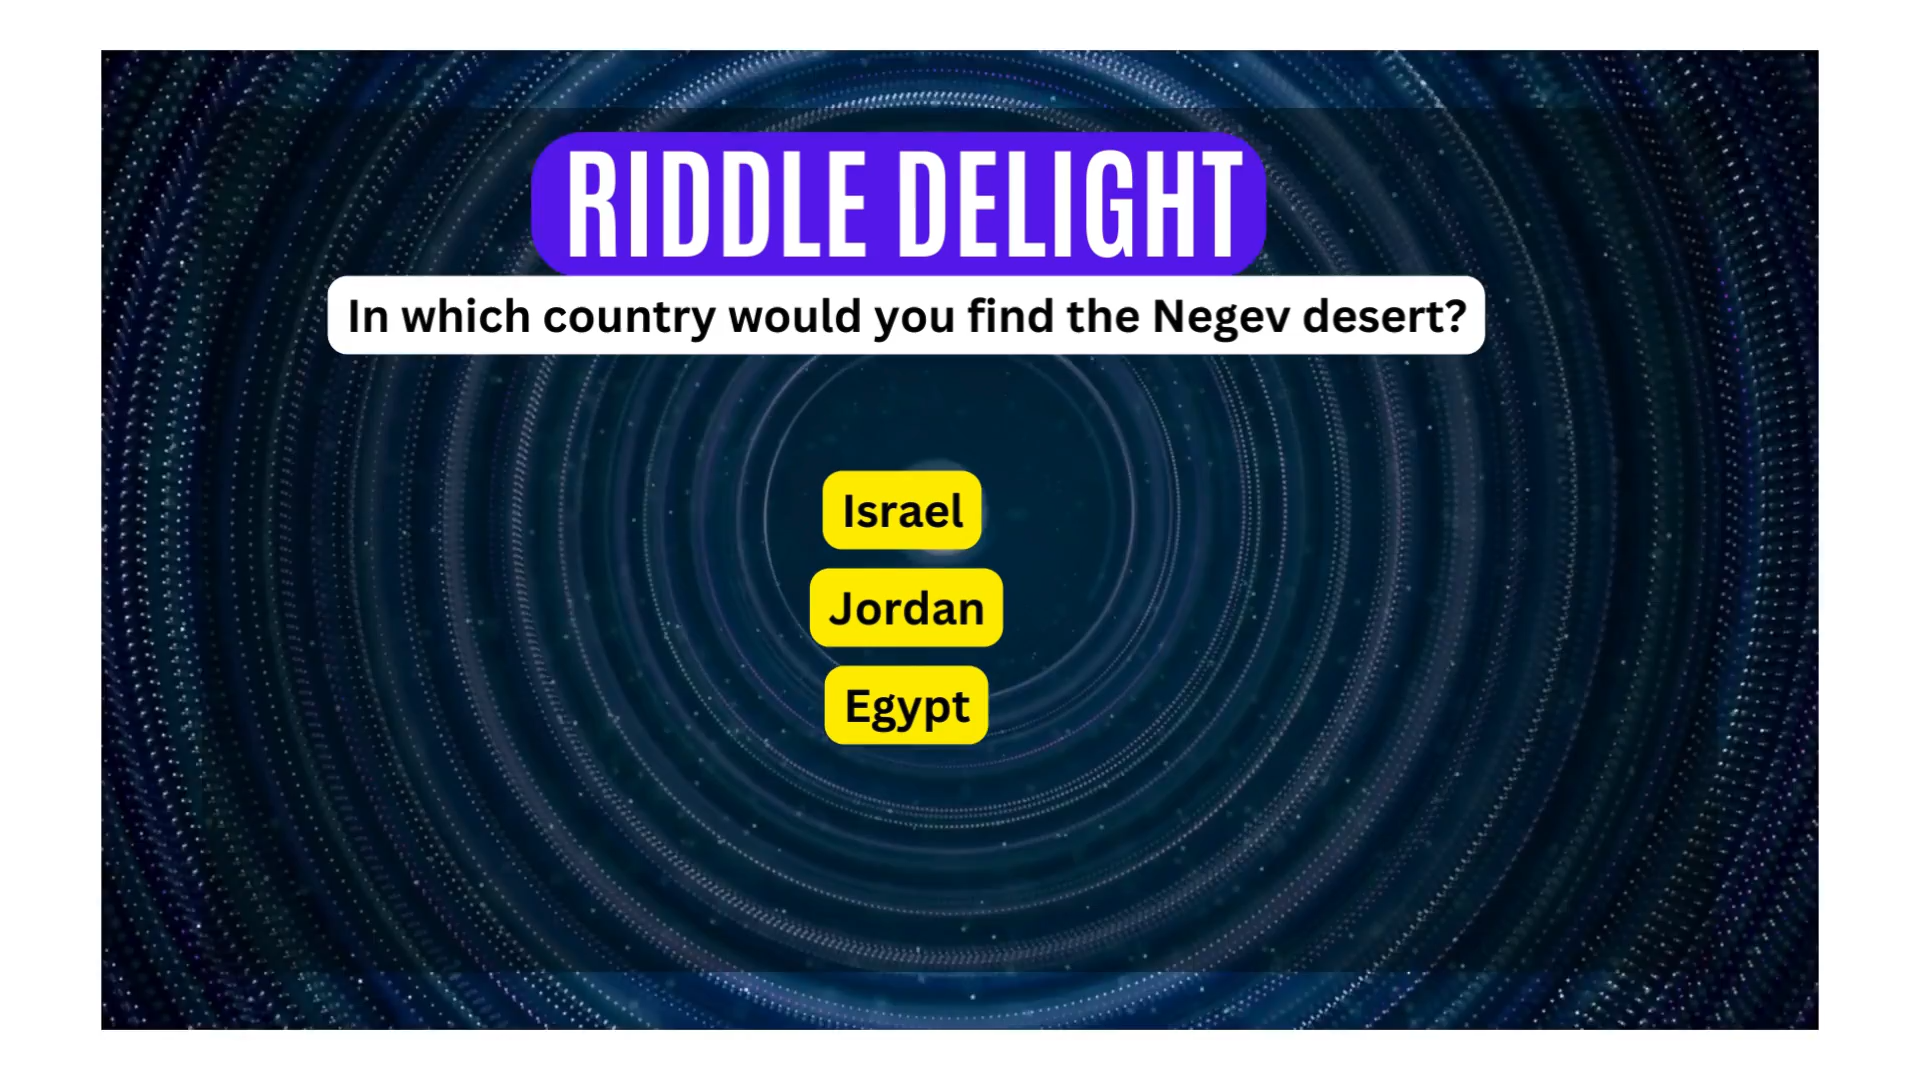 RIDDLE DELIGHT
In which country would you find the Negev desert?
Israel
Jordan
Egypt